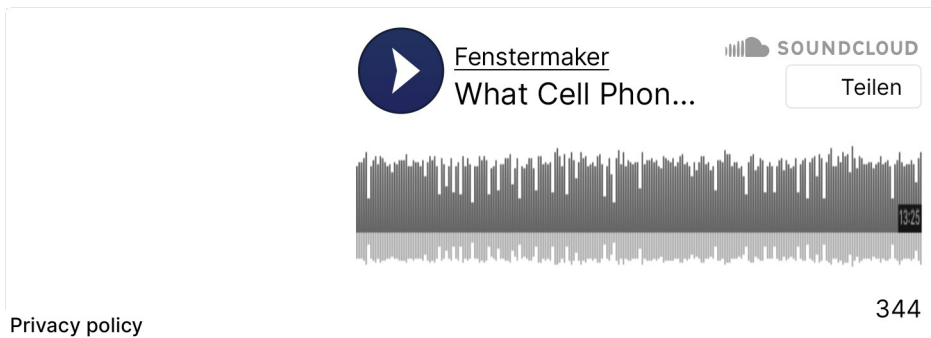 SOUNDCLOUD
Fenstermaker
Teilen
What Cell Phon...
13:25
344
Privacy policy